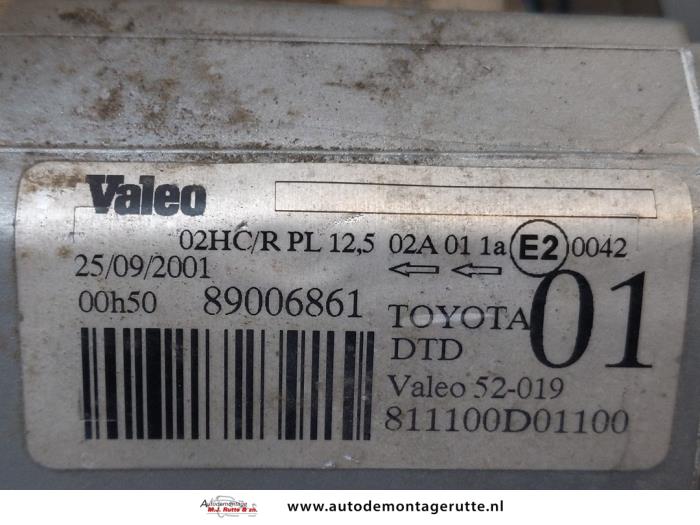 Valeo
02HC/R PL 12,5 02A 01 1a E2 0042
25/09/2001
00h50 89006861
TOYOTA 01
DTD
Valeo 52-019
811100D01100
Autodemontage
M.J. Rutte & zn.
www.autodemontagerutte.nl